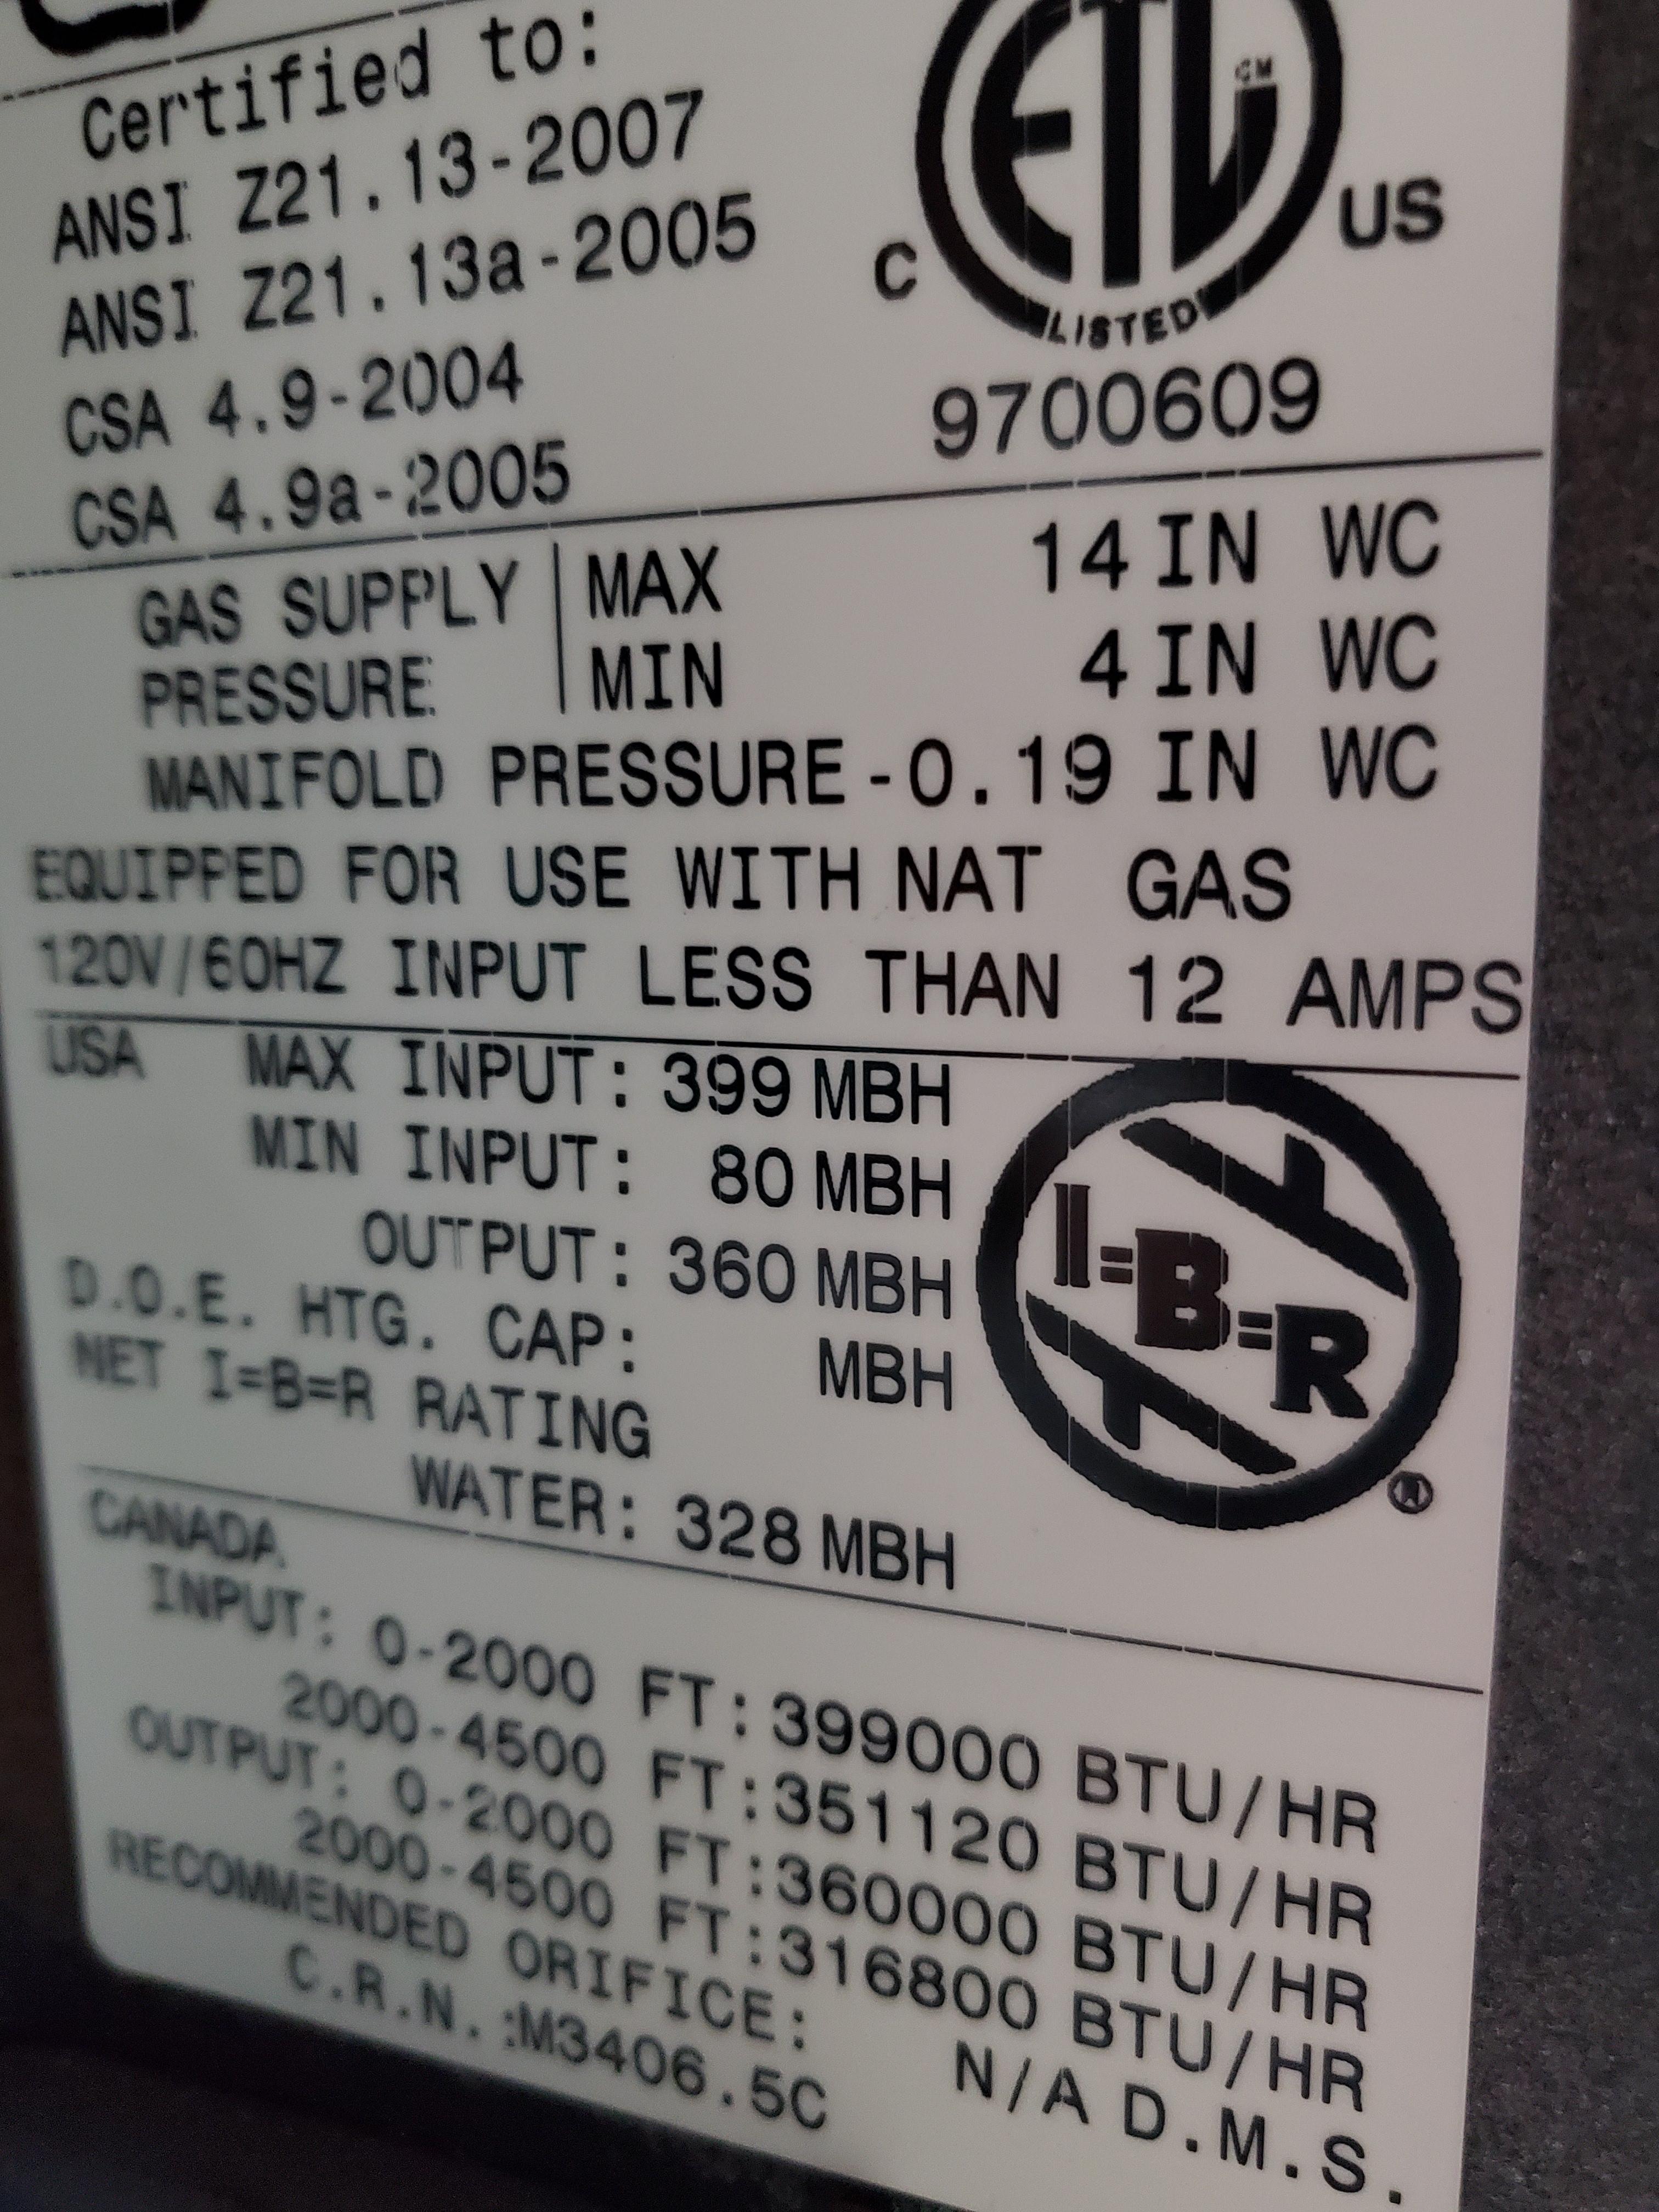 Certified to:
ANSI Z21.13-2007
ANSI Z21.13a-2005
CSA 4.9-2004
CSA 4.9a-2005
ETL CM
C US
LISTED
9700609
GAS SUPPLY MAX 14 IN WC
PRESSURE: MIN 4 IN WC
MANIFOLD PRESSURE -0.19 IN WC
EQUIPPED FOR USE WITH NAT GAS
120V/60HZ INPUT LESS THAN 12 AMPS
USA MAX INPUT: 399 MBH
MIN INPUT: 80 MBH
OUTPUT: 360 MBH
D.O.E. HTG. CAP: MBH
NET I=B=R RATING
WATER: 328 MBH
I=B=R
®
CANADA
INPUT: 0-2000 FT: 399000 BTU/HR
2000-4500 FT: 351120 BTU/HR
OUTPUT: 0-2000 FT: 360000 BTU/HR
2000-4500 FT: 316800 BTU/HR
RECOMMENDED ORIFICE: N/A D.M.S.
C.R.N.:M3406.5C